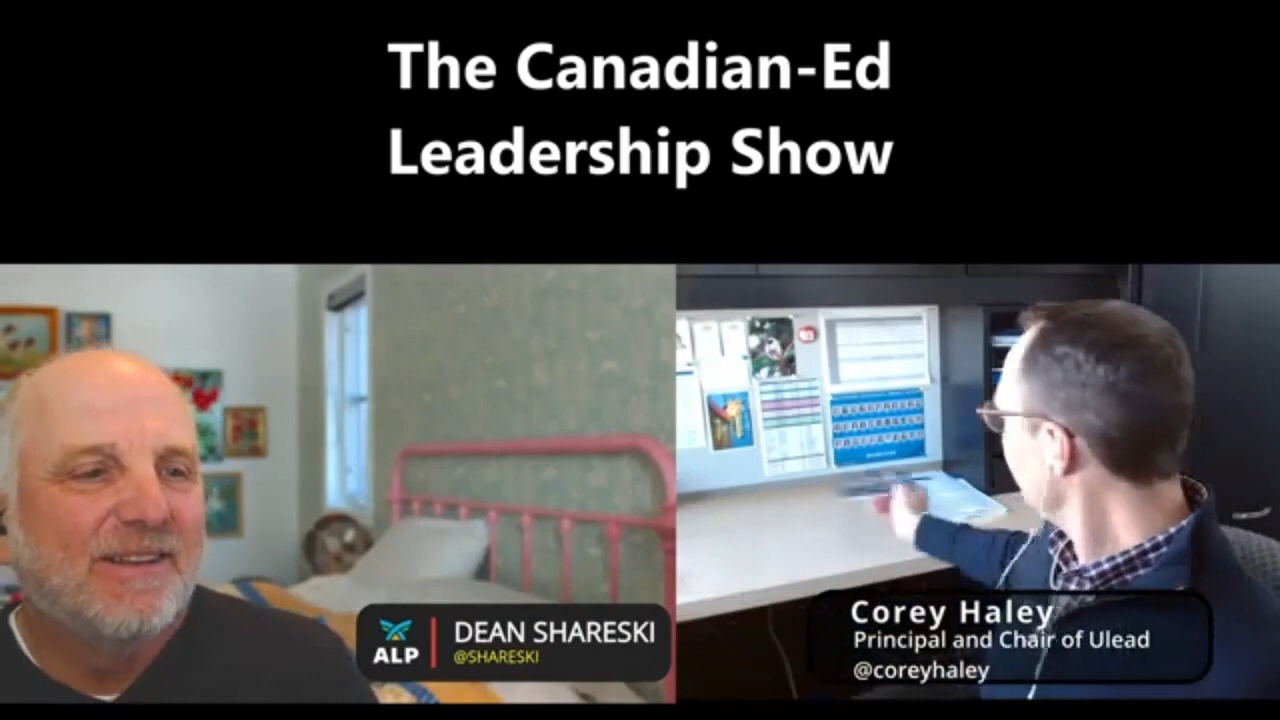 The Canadian-Ed
Leadership Show
ALP
DEAN SHARESKI
@SHARESKI
Corey Haley
Principal and Chair of Ulead
@coreyhaley